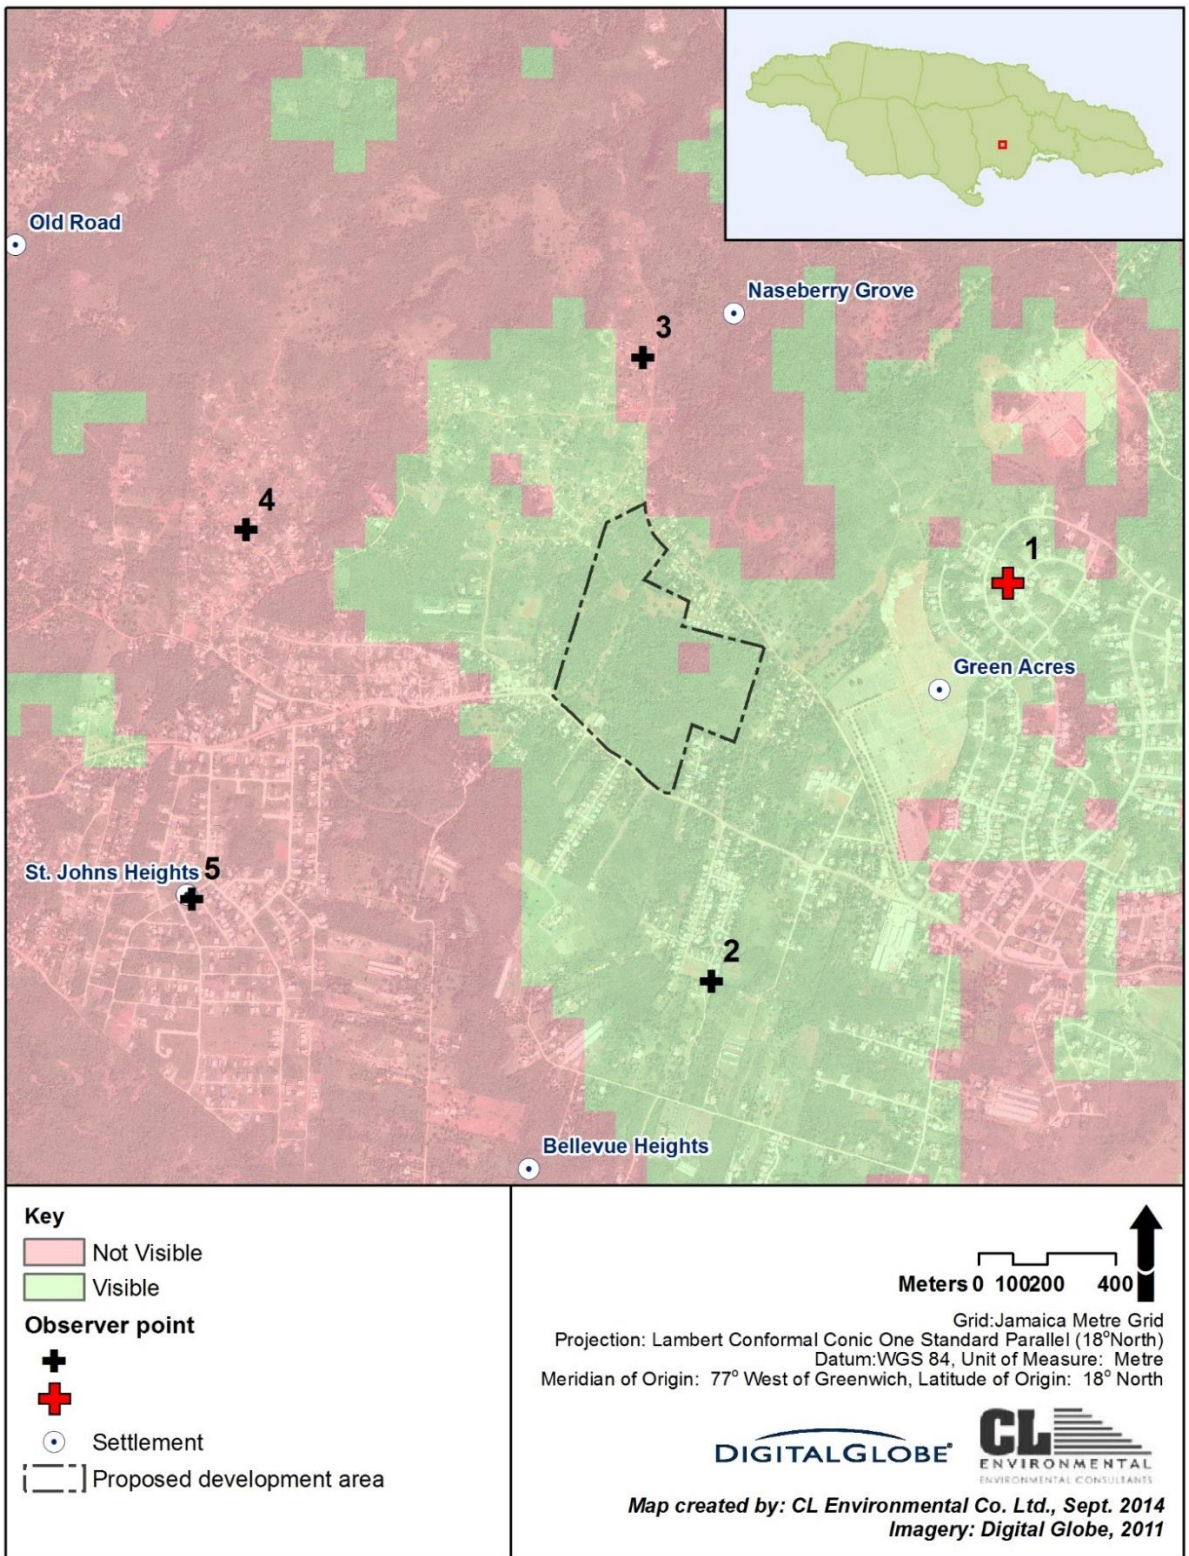 Old Road
Naseberry Grove
3
4
1
Green Acres
St. Johns Heights
5
2
Bellevue Heights
Key
Not Visible
Visible
Observer point
Settlement
Proposed development area
Meters 0 100 200 400
Grid:Jamaica Metre Grid
Projection: Lambert Conformal Conic One Standard Parallel (18°North)
Datum:WGS 84, Unit of Measure: Metre
Meridian of Origin: 77° West of Greenwich, Latitude of Origin: 18° North
DIGITALGLOBE®
CL
ENVIRONMENTAL
ENVIRONMENTAL CONSULTANTS
Map created by: CL Environmental Co. Ltd., Sept. 2014
Imagery: Digital Globe, 2011